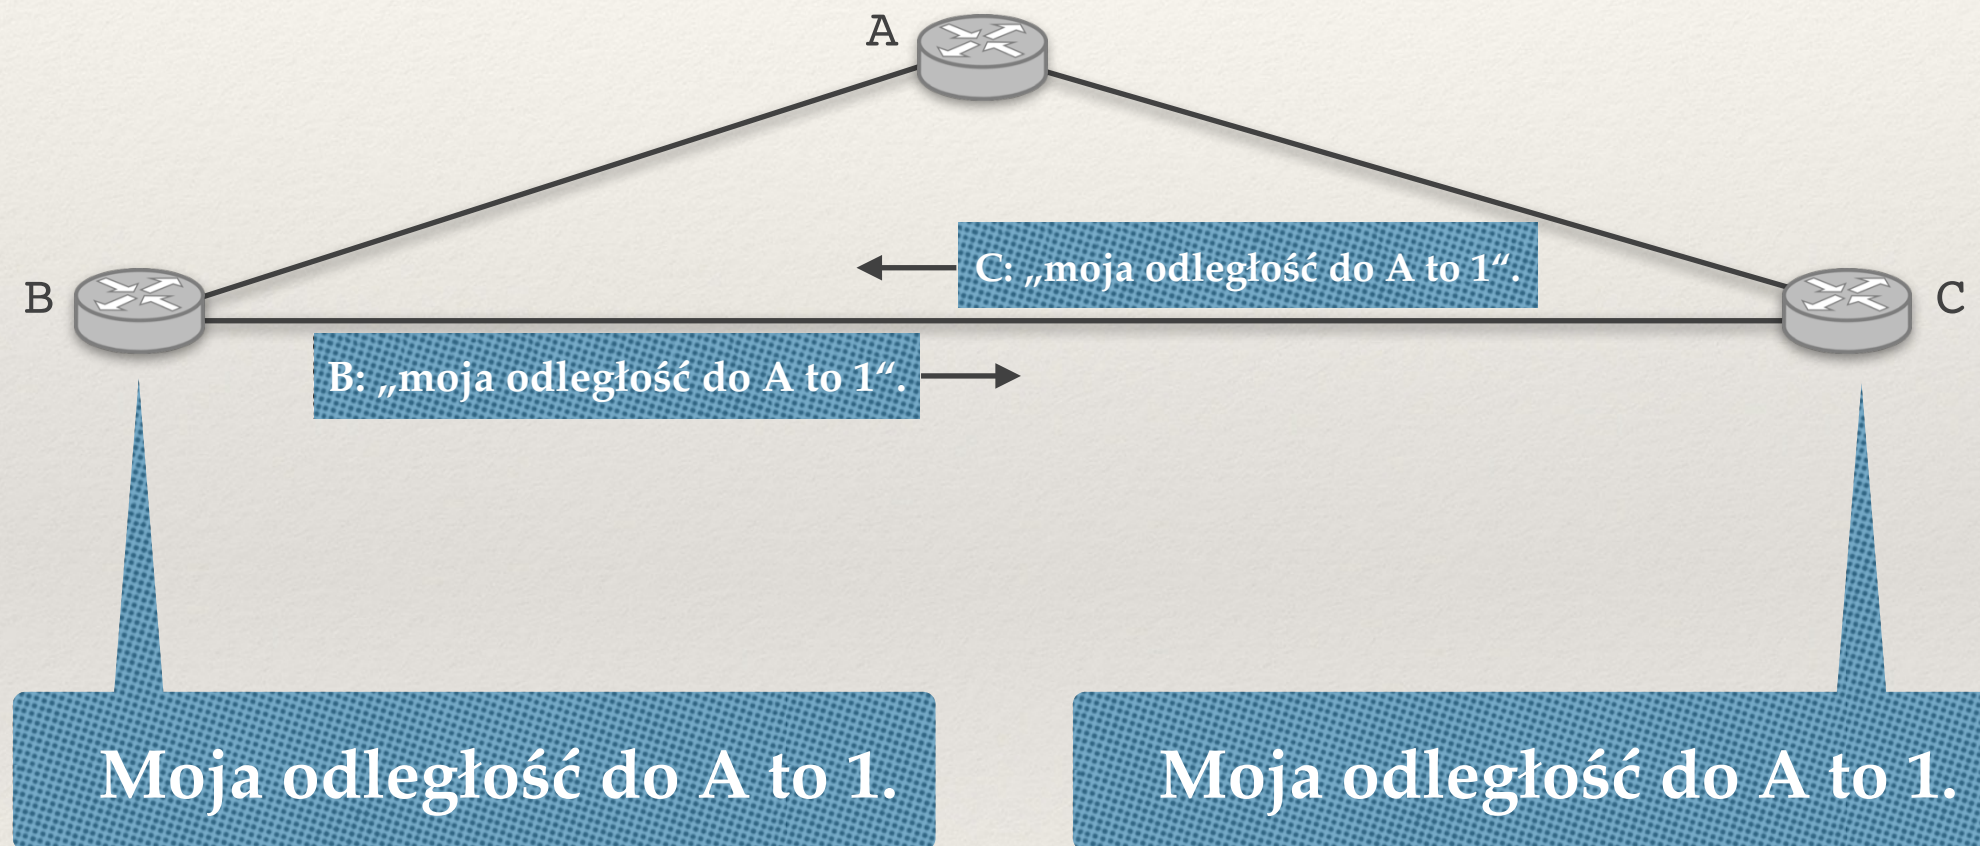 A
C: „moja odległość do A to 1“.
B
C
B: „moja odległość do A to 1“.
Moja odległość do A to 1.
Moja odległość do A to 1.